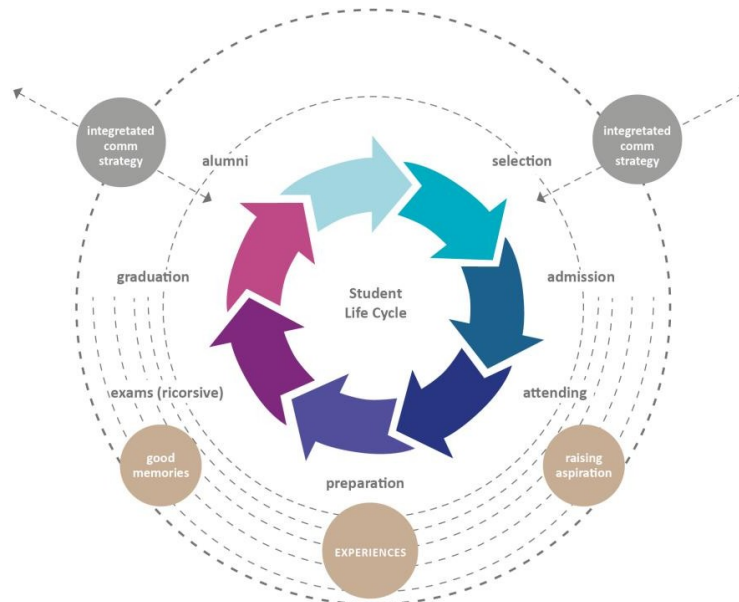 integretated
comm
strategy
integretated
comm
strategy
alumni
selection
graduation
Student
Life Cycle
admission
exams (ricorsive)
attending
good
memories
raising
aspiration
preparation
EXPERIENCES